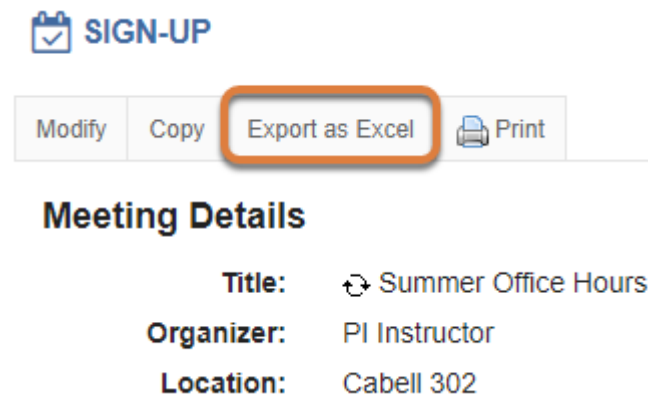 SIGN-UP
Modify Copy Export as Excel Print
Meeting Details
Title: Summer Office Hours
Organizer: PI Instructor
Location: Cabell 302